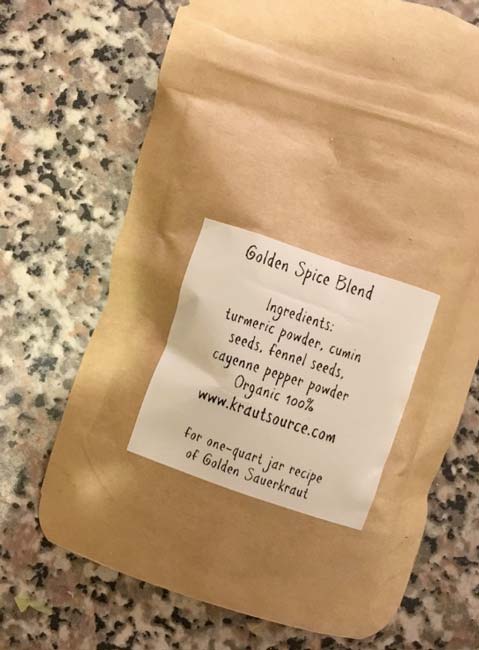 Golden Spice Blend
Ingredients:
turmeric powder, cumin
seeds, fennel seeds,
cayenne pepper powder
Organic 100%
www.krautsource.com
for one-quart jar recipe
of Golden Sauerkraut